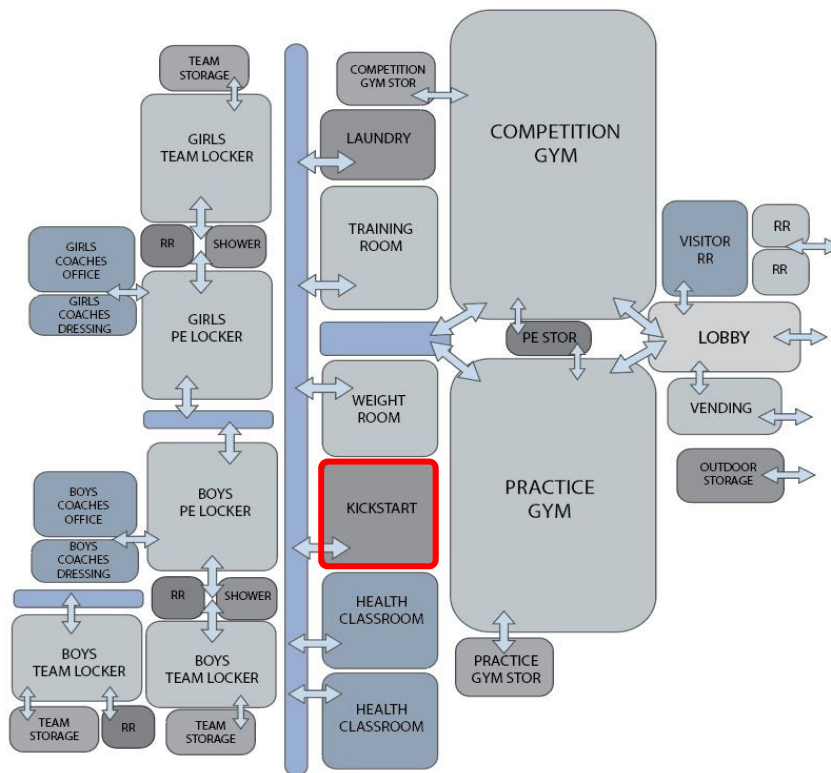 TEAM
STORAGE
GIRLS
TEAM LOCKER
RR
SHOWER
GIRLS
COACHES
OFFICE
GIRLS
COACHES
DRESSING
GIRLS
PE LOCKER
BOYS
PE LOCKER
BOYS
COACHES
OFFICE
BOYS
COACHES
DRESSING
RR
SHOWER
BOYS
TEAM LOCKER
BOYS
TEAM LOCKER
TEAM
STORAGE
RR
TEAM
STORAGE
COMPETITION
GYM STOR
LAUNDRY
TRAINING
ROOM
WEIGHT
ROOM
KICKSTART
HEALTH
CLASSROOM
HEALTH
CLASSROOM
COMPETITION
GYM
PE STOR
PRACTICE
GYM
PRACTICE
GYM STOR
VISITOR
RR
RR
RR
LOBBY
VENDING
OUTDOOR
STORAGE